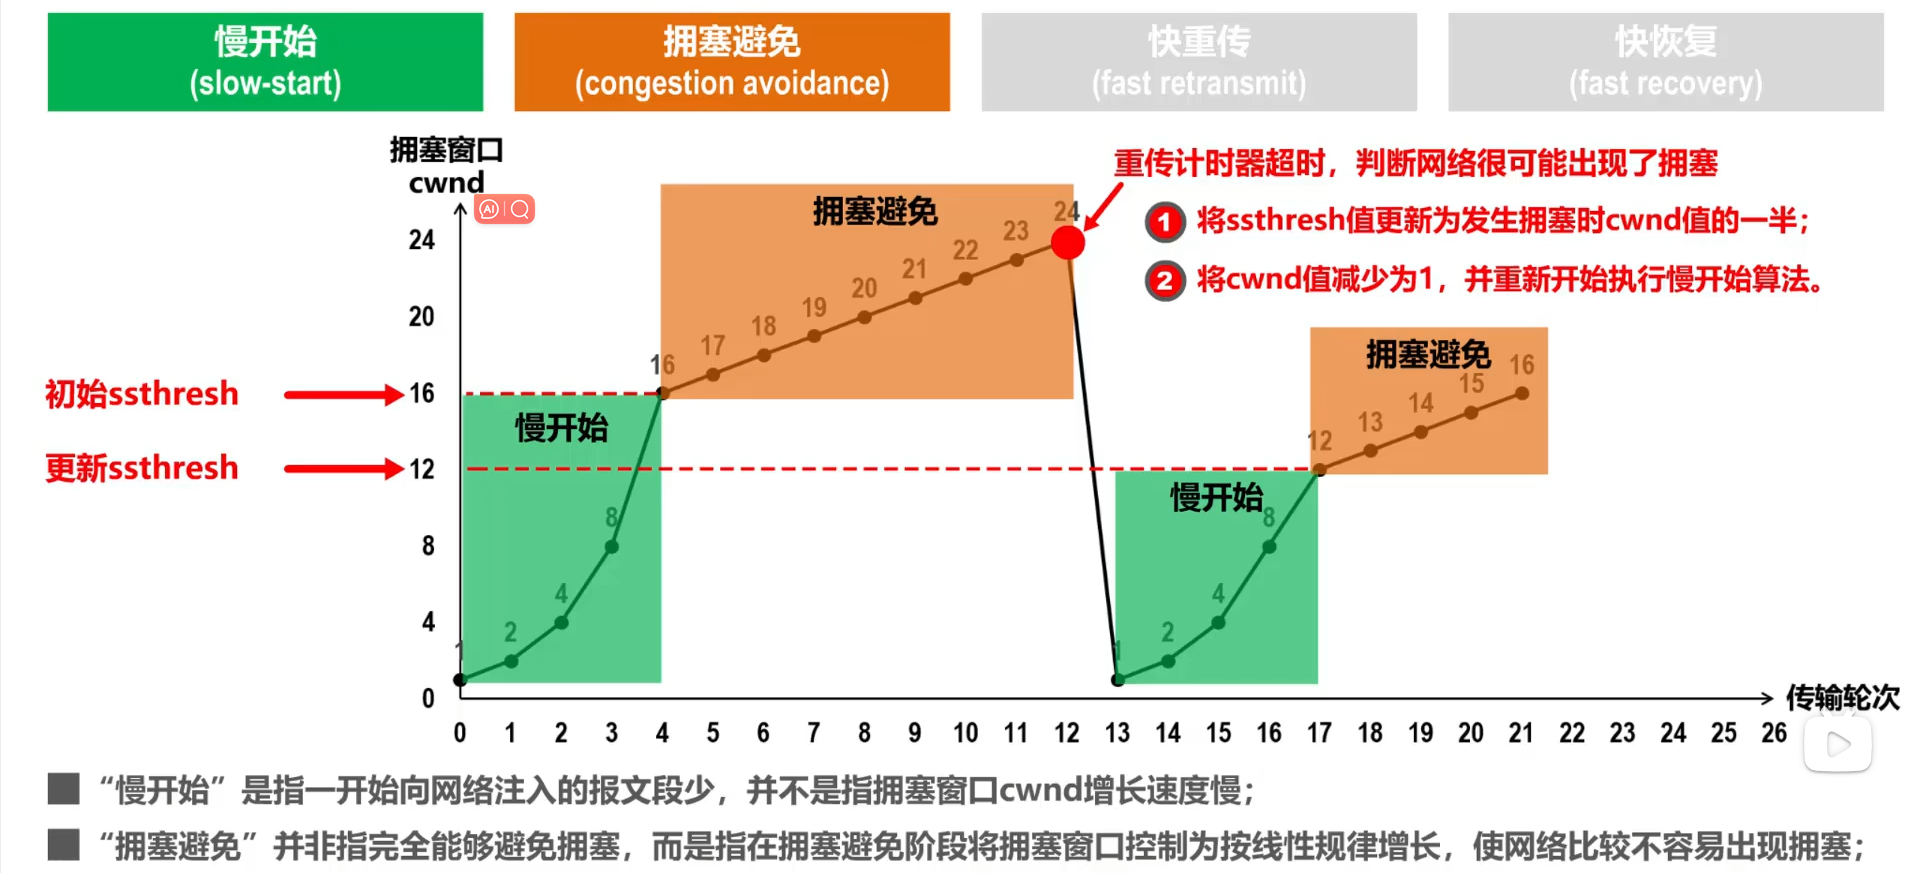 慢开始
(slow-start)
拥塞避免
(congestion avoidance)
快重传
(fast retransmit)
快恢复
(fast recovery)
拥塞窗口
cwnd
AI
重传计时器超时，判断网络很可能出现了拥塞
1 将ssthresh值更新为发生拥塞时cwnd值的一半；
2 将cwnd值减少为1，并重新开始执行慢开始算法。
拥塞避免
24
20
16
12
8
4
0
初始ssthresh
更新ssthresh
慢开始
1
2
4
8
16
17
18
19
20
21
22
23
24
慢开始
1
2
4
8
拥塞避免
12
13
14
15
16
0 1 2 3 4 5 6 7 8 9 10 11 12 13 14 15 16 17 18 19 20 21 22 23 24 25 26
传输轮次
“慢开始”是指一开始向网络注入的报文段少，并不是指拥塞窗口cwnd增长速度慢；
“拥塞避免”并非指完全能够避免拥塞，而是指在拥塞避免阶段将拥塞窗口控制为按线性规律增长，使网络比较不容易出现拥塞；